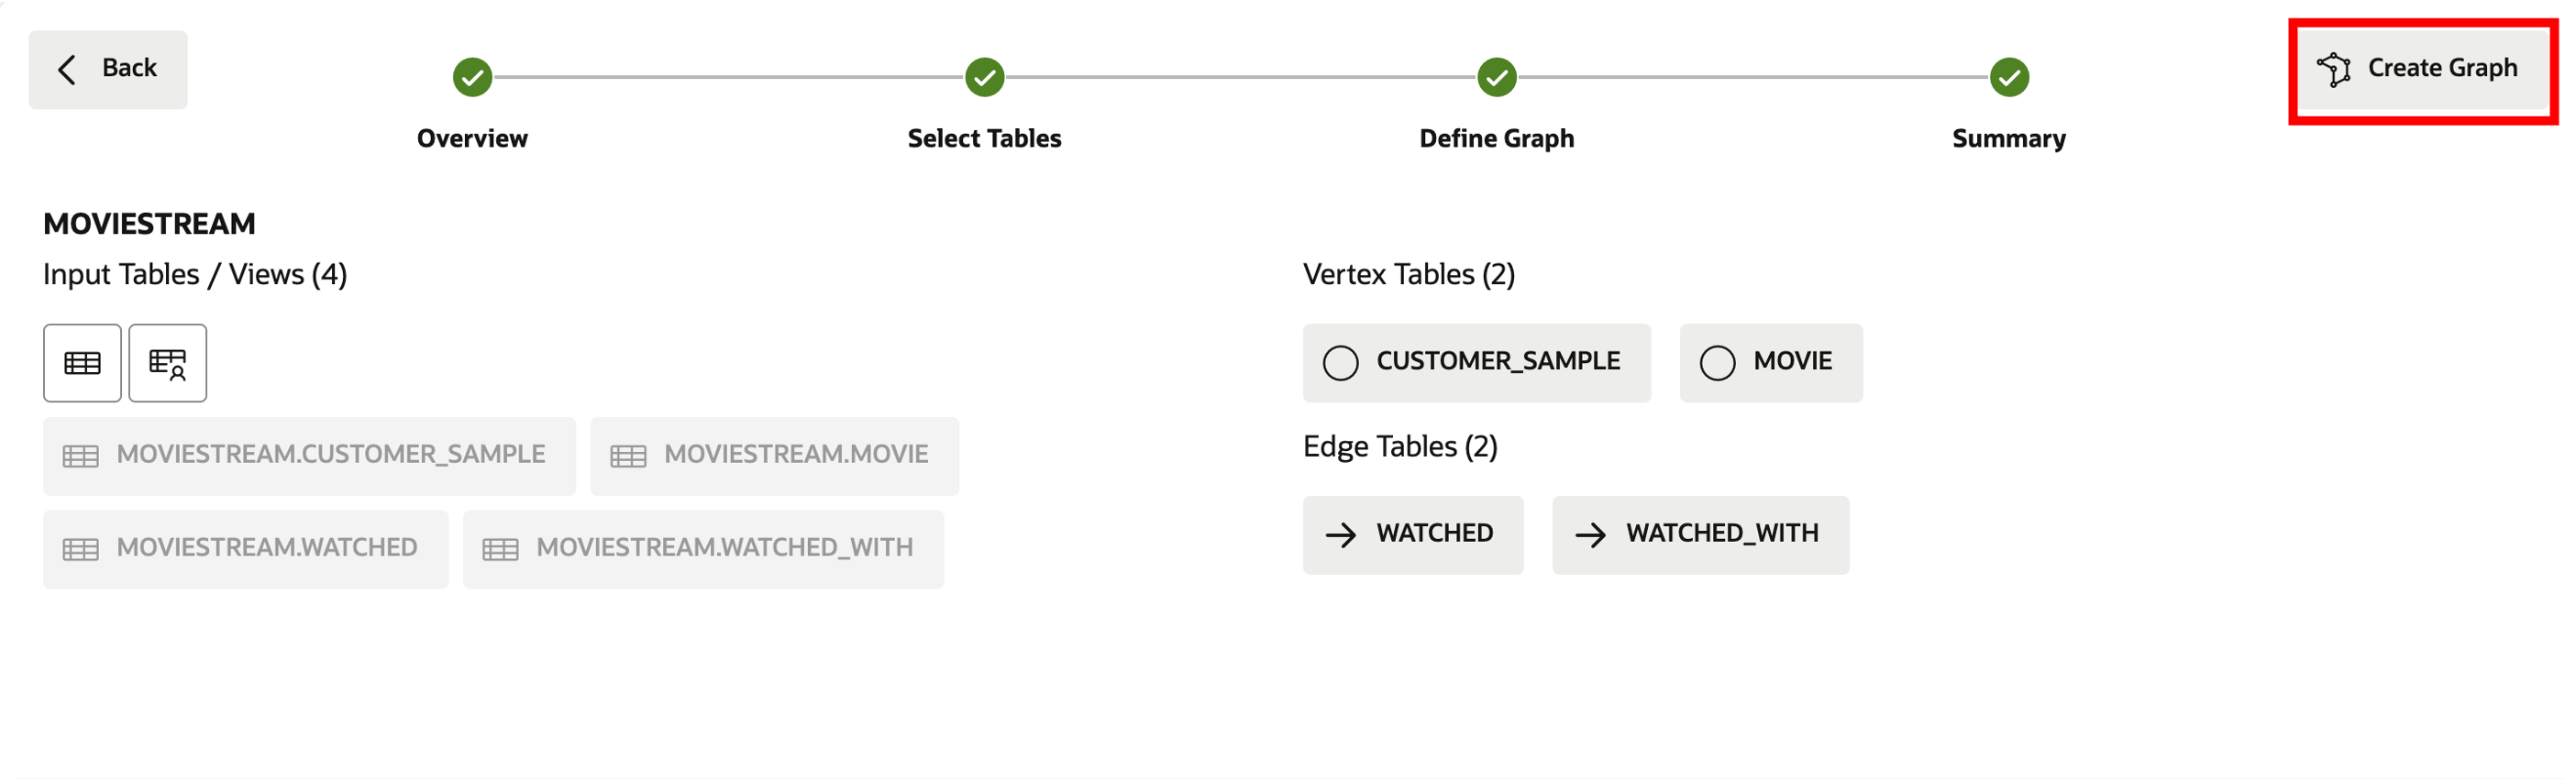 Back
Overview
Select Tables
Define Graph
Summary
Create Graph
MOVIESTREAM
Input Tables / Views (4)
MOVIESTREAM.CUSTOMER_SAMPLE
MOVIESTREAM.MOVIE
MOVIESTREAM.WATCHED
MOVIESTREAM.WATCHED_WITH
Vertex Tables (2)
CUSTOMER_SAMPLE
MOVIE
Edge Tables (2)
WATCHED
WATCHED_WITH